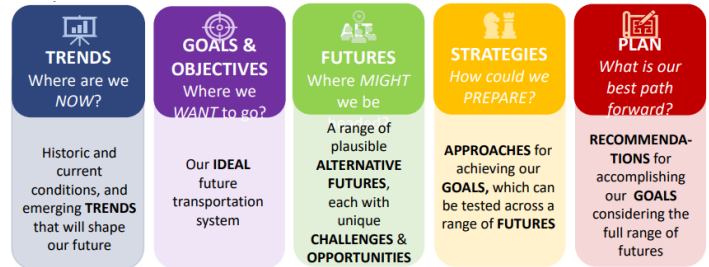 TRENDS
Where are we
NOW?
Historic and
current
conditions, and
emerging TRENDS
that will shape
our future
GOALS &
OBJECTIVES
Where we
WANT to go?
Our IDEAL
future
transportation
system
ALT
FUTURES
Where MIGHT
we be
headed?
A range of
plausible
ALTERNATIVE
FUTURES,
each with
unique
CHALLENGES &
OPPORTUNITIES
STRATEGIES
How could we
PREPARE?
APPROACHES for
achieving our
GOALS, which can
be tested across a
range of FUTURES
PLAN
What is our
best path
forward?
RECOMMENDA-
TIONS for
accomplishing
our GOALS
considering the
full range of
futures